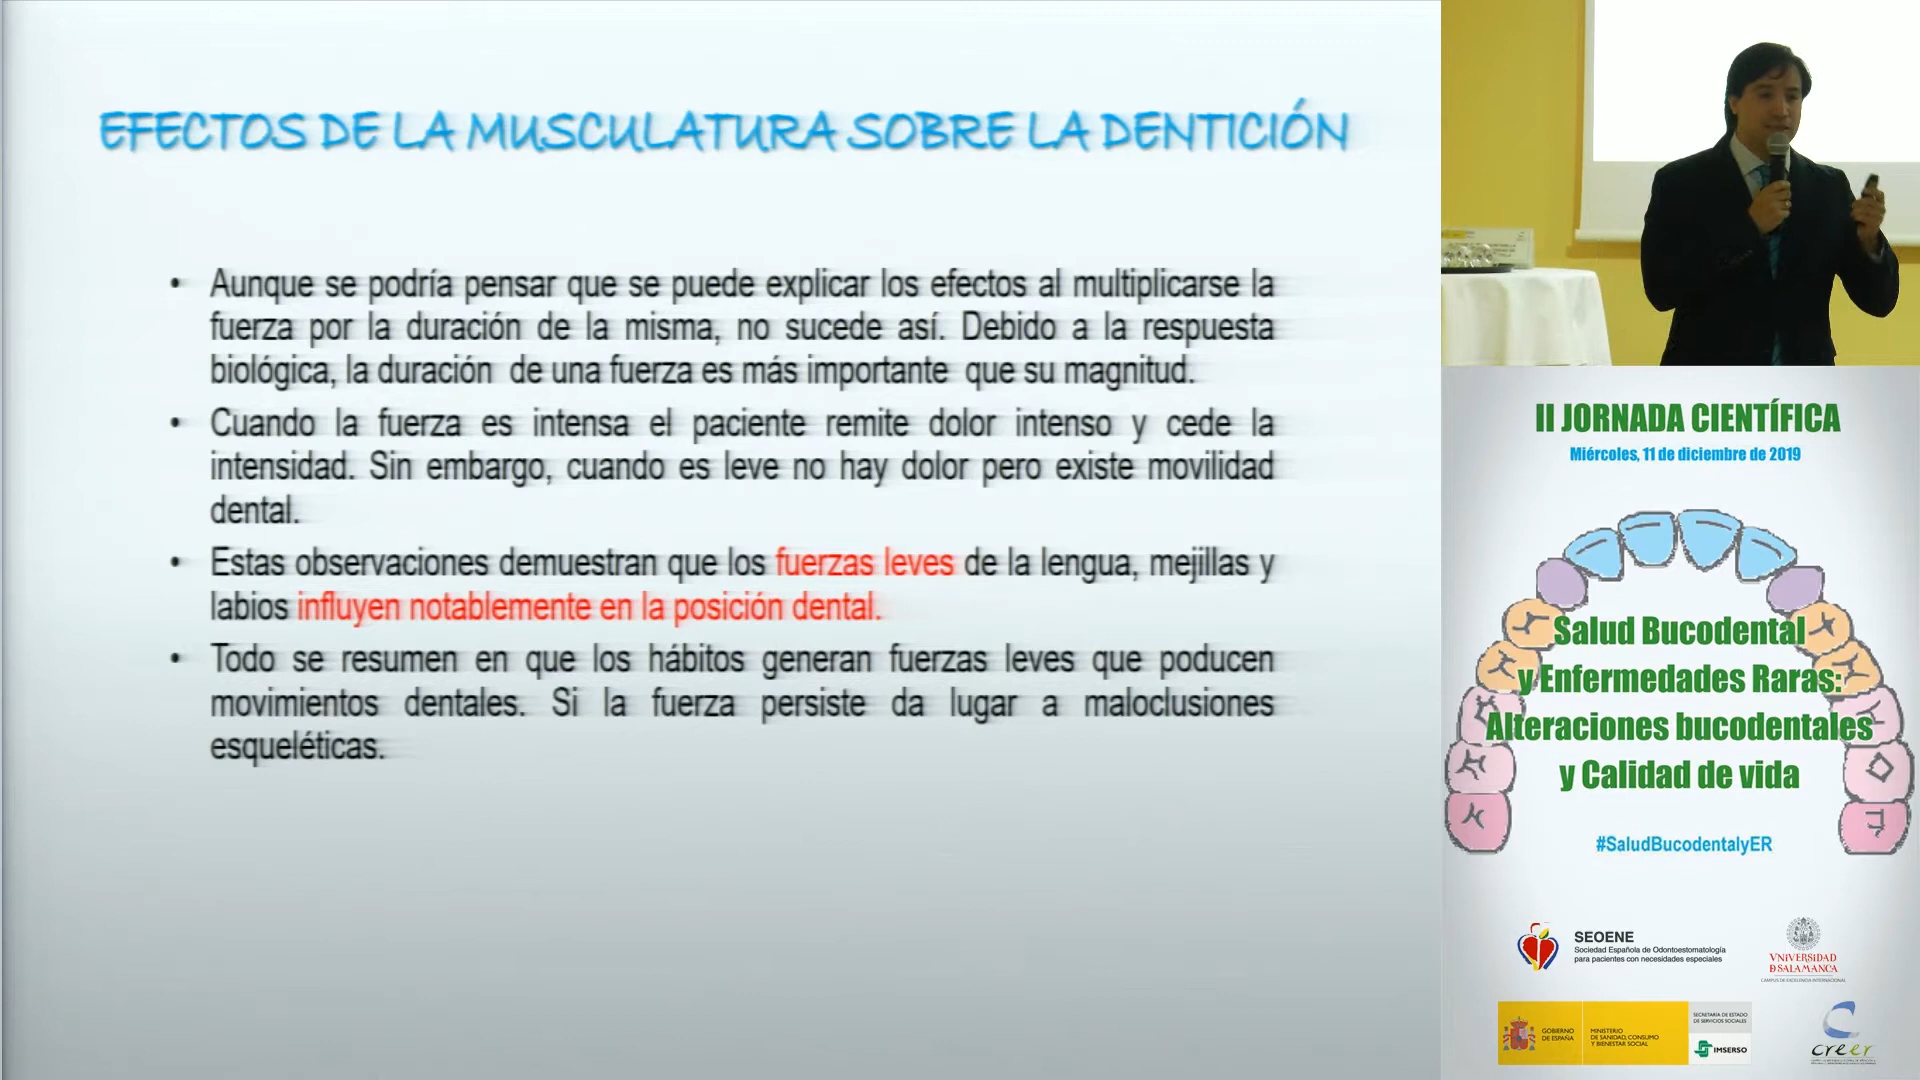 EFECTOS DE LA MUSCULATURA SOBRE LA DENTICIÓN
• Aunque se podría pensar que se puede explicar los efectos al multiplicarse la
fuerza por la duración de la misma, no sucede así. Debido a la respuesta
biológica, la duración de una fuerza es más importante que su magnitud.
• Cuando la fuerza es intensa el paciente remite dolor intenso y cede la
intensidad. Sin embargo, cuando es leve no hay dolor pero existe movilidad
dental.
• Estas observaciones demuestran que los fuerzas leves de la lengua, mejillas y
labios influyen notablemente en la posición dental.
• Todo se resumen en que los hábitos generan fuerzas leves que poducen
movimientos dentales. Si la fuerza persiste da lugar a maloclusiones
esqueléticas.
II JORNADA CIENTÍFICA
Miércoles, 11 de diciembre de 2019
Salud Bucodental
y Enfermedades Raras:
Alteraciones bucodentales
y Calidad de vida
#SaludBucodentalyER
SEOENE
Sociedad Española de Odontoestomatología
para pacientes con necesidades especiales
VNIVERSIDAD
D SALAMANCA
CAMPUS DE EXCELENCIA INTERNACIONAL
GOBIERNO
DE ESPAÑA
MINISTERIO
DE SANIDAD, CONSUMO
Y BIENESTAR SOCIAL
SECRETARÍA DE ESTADO
DE SERVICIOS SOCIALES
IMSERSO
creer